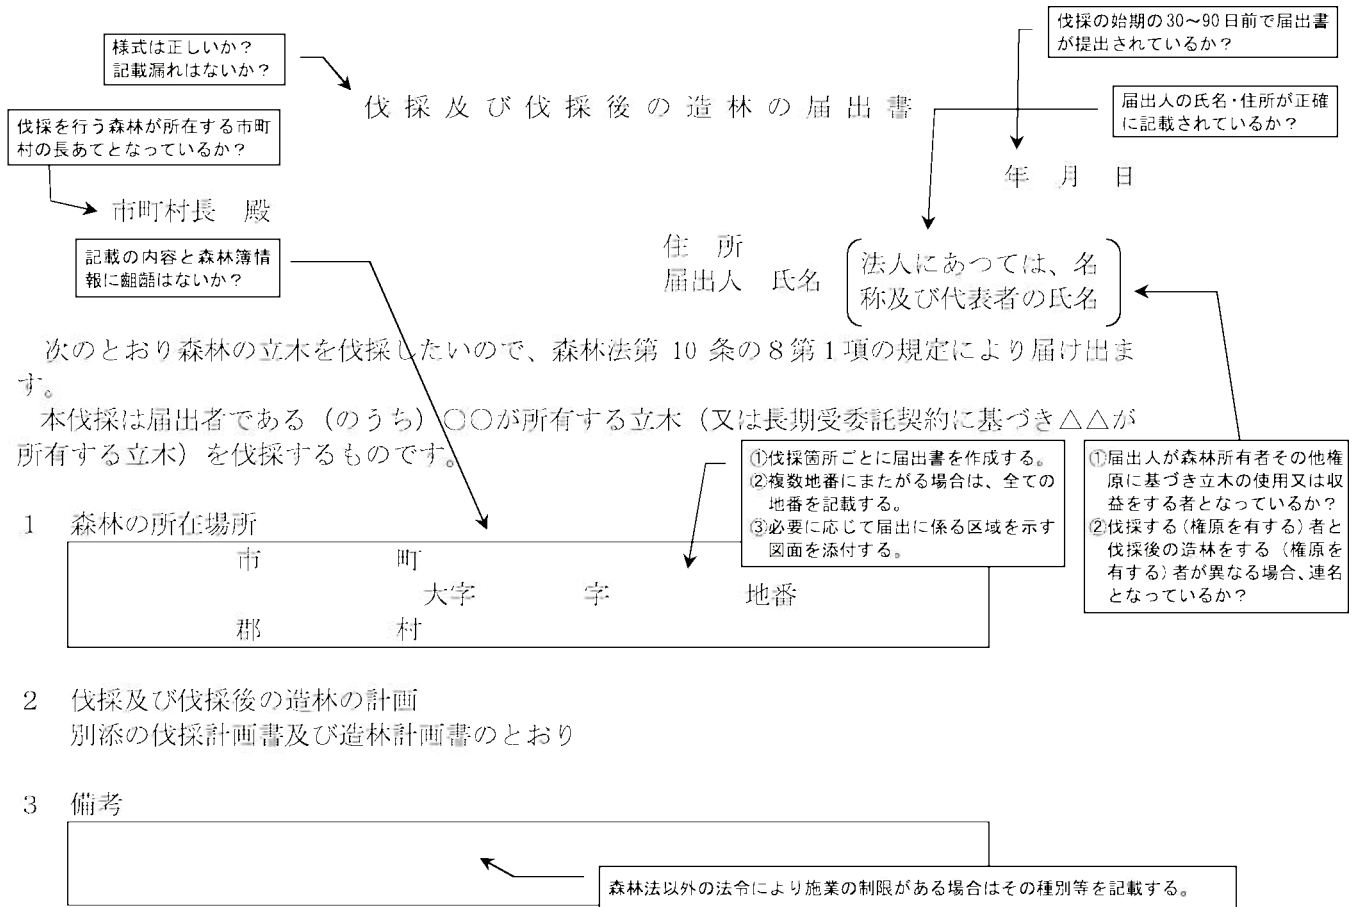 伐採の始期の30～90日前で届出書
が提出されているか？
様式は正しいか？
記載漏れはないか？
伐採及び伐採後の造林の届出書
届出人の氏名・住所が正確
に記載されているか？
伐採を行う森林が所在する市町
村の長あてとなっているか？
年　月　日
市町村長　殿
記載の内容と森林簿情
報に齟齬はないか？
住　所
届出人　氏名
法人にあつては、名
称及び代表者の氏名
次のとおり森林の立木を伐採したいので、森林法第 10 条の８第１項の規定により届け出ま
す。
本伐採は届出者である（のうち）〇〇が所有する立木（又は長期受委託契約に基づき△△が
所有する立木）を伐採するものです。
①伐採箇所ごとに届出書を作成する。
②複数地番にまたがる場合は、全ての
地番を記載する。
③必要に応じて届出に係る区域を示す
図面を添付する。
①届出人が森林所有者その他権
原に基づき立木の使用又は収
益をする者となっているか？
②伐採する（権原を有する）者と
伐採後の造林をする（権原を
有する）者が異なる場合、連名
となっているか？
１　森林の所在場所
市　町
大字　字　地番
郡　村
２　伐採及び伐採後の造林の計画
別添の伐採計画書及び造林計画書のとおり
３　備考
森林法以外の法令により施業の制限がある場合はその種別等を記載する。